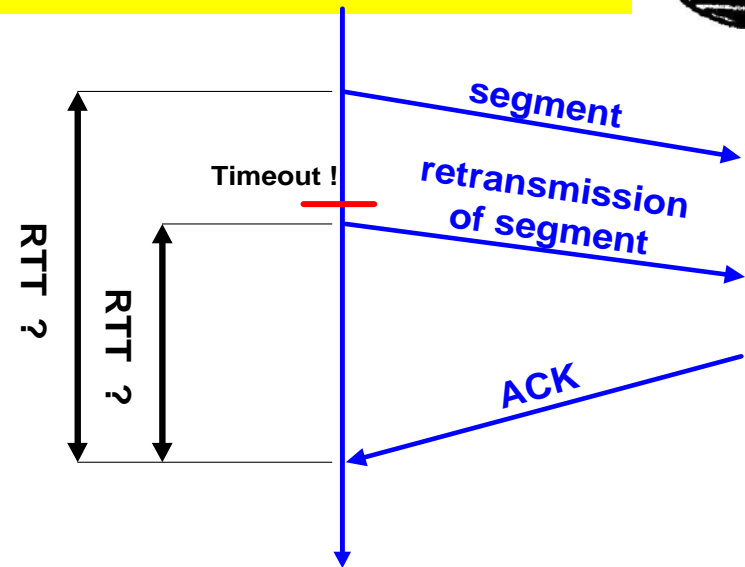 segment
Timeout !
retransmission
of segment
RTT ?
RTT ?
ACK